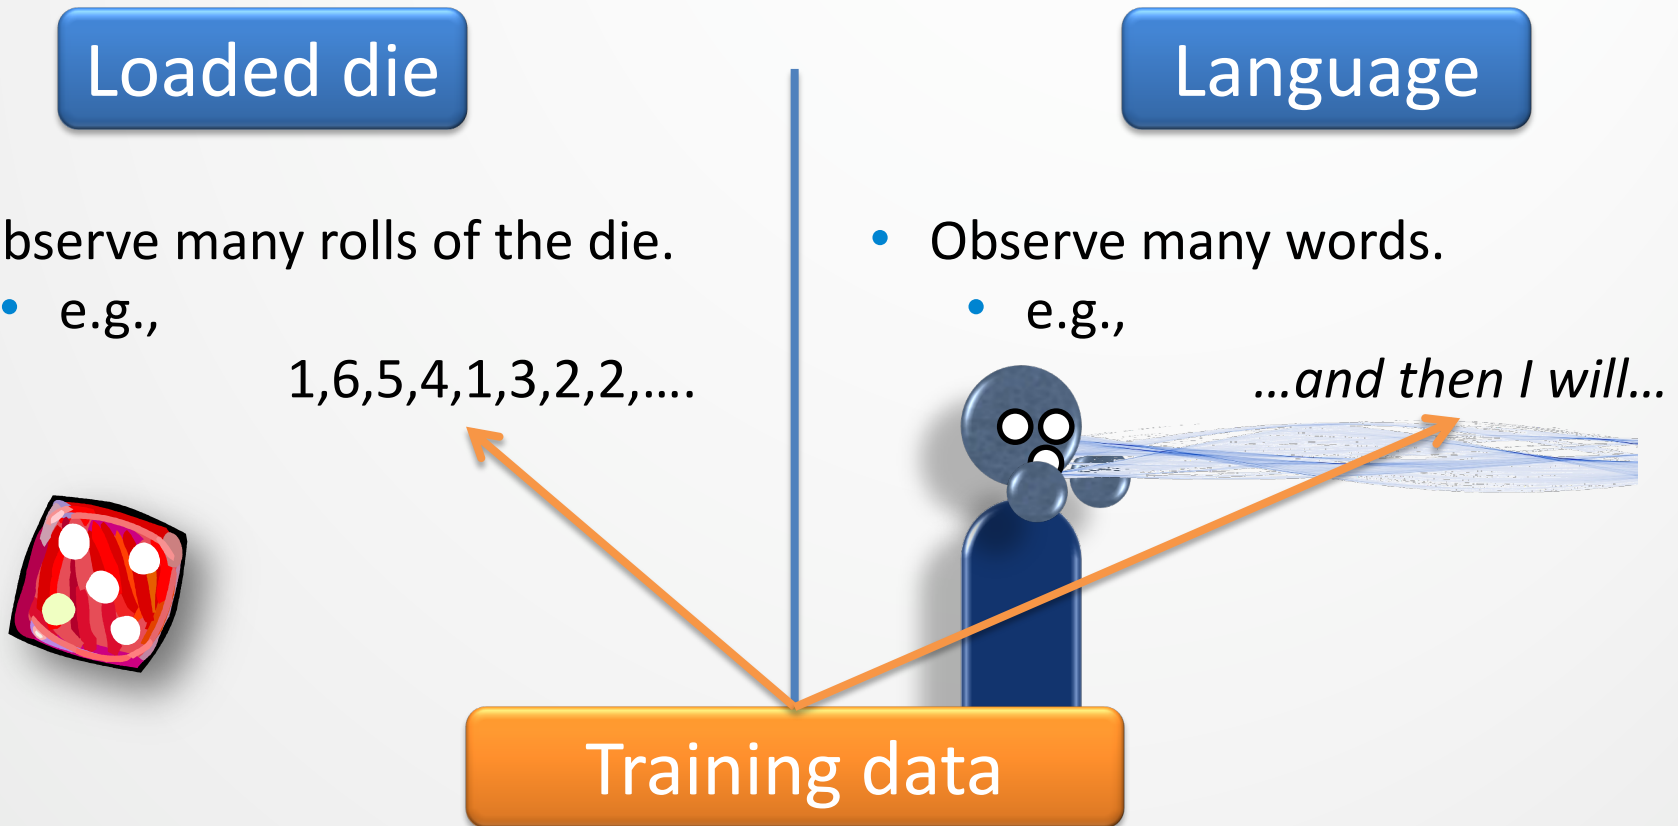 Loaded die
bserve many rolls of the die.
• e.g.,
1,6,5,4,1,3,2,2,….
Language
• Observe many words.
• e.g.,
…and then I will…
Training data